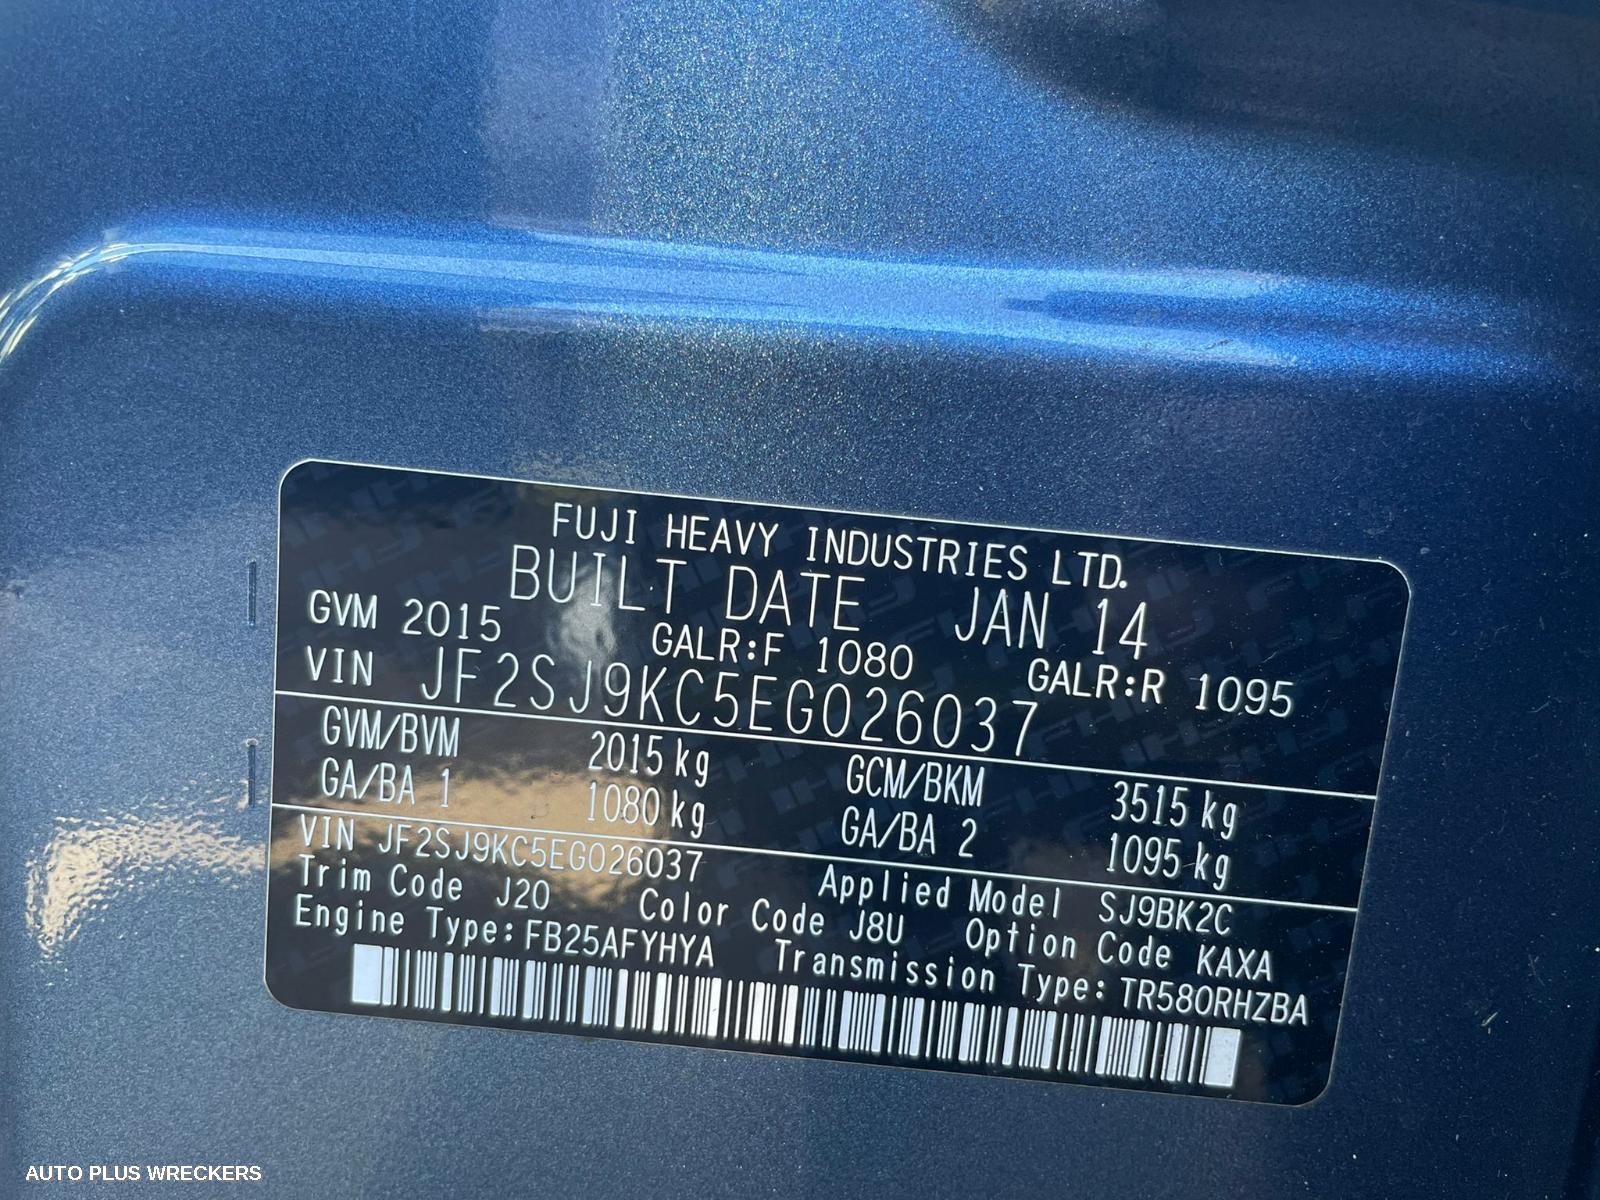 FUJI HEAVY INDUSTRIES LTD.
BUILT DATE JAN 14
GVM 2015 GALR:F 1080 GALR:R 1095
VIN JF2SJ9KC5EG026037
GVM/BVM 2015 kg GCM/BKM 3515 kg
GA/BA 1 1080 kg GA/BA 2 1095 kg
VIN JF2SJ9KC5EG026037 Applied Model SJ9BK2C
Trim Code J20 Color Code J8U Option Code KAXA
Engine Type: FB25AFYHYA Transmission Type: TR580RHZBA
AUTO PLUS WRECKERS